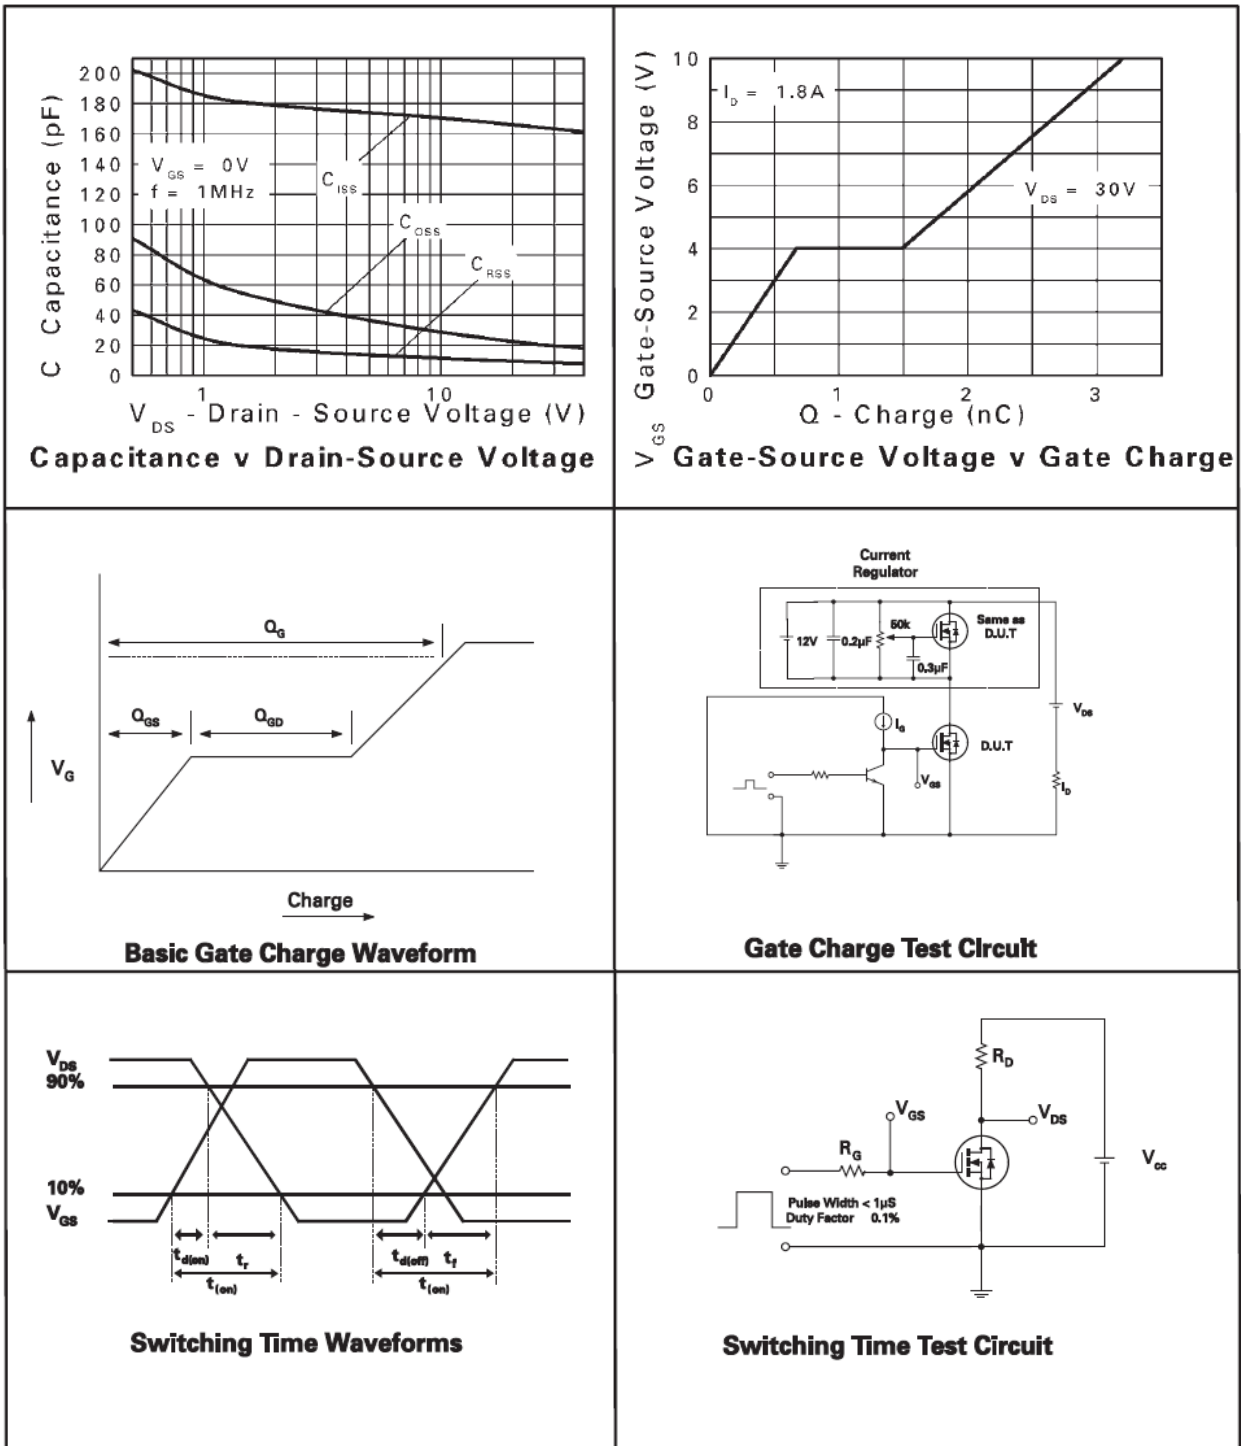 200
180
160
140
120
100
80
60
40
20
0
C Capacitance (pF)
VGS = 0V
f = 1MHz
CISS
COSS
CRSS
1
10
VDS - Drain - Source Voltage (V)
Capacitance v Drain-Source Voltage
10
8
6
4
2
0
VGS Gate-Source Voltage (V)
ID = 1.8A
VDS = 30V
0
1
2
3
Q - Charge (nC)
Gate-Source Voltage v Gate Charge
QG
QGS
QGD
VG
Charge
Basic Gate Charge Waveform
Current
Regulator
12V
0.2µF
50k
0.3µF
Same as
D.U.T
IG
VDS
D.U.T
VGS
ID
Gate Charge Test Circuit
VDS
90%
10%
VGS
td(on)
tr
t(on)
td(off)
tf
t(on)
Switching Time Waveforms
RD
VGS
VDS
RG
Vcc
Pulse Width < 1µS
Duty Factor 0.1%
Switching Time Test Circuit